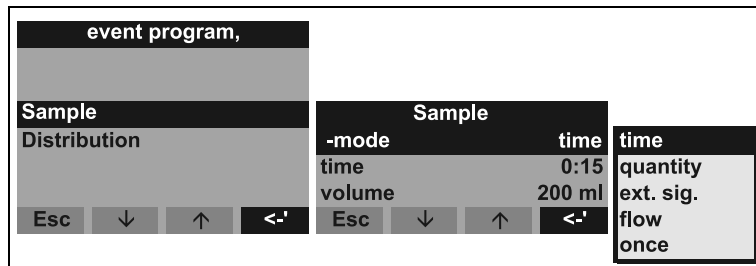 event program,
Sample
Distribution
Esc ↓ ↑ <-'
Sample
-mode time
time 0:15
volume 200 ml
Esc ↓ ↑ <-'
time
quantity
ext. sig.
flow
once